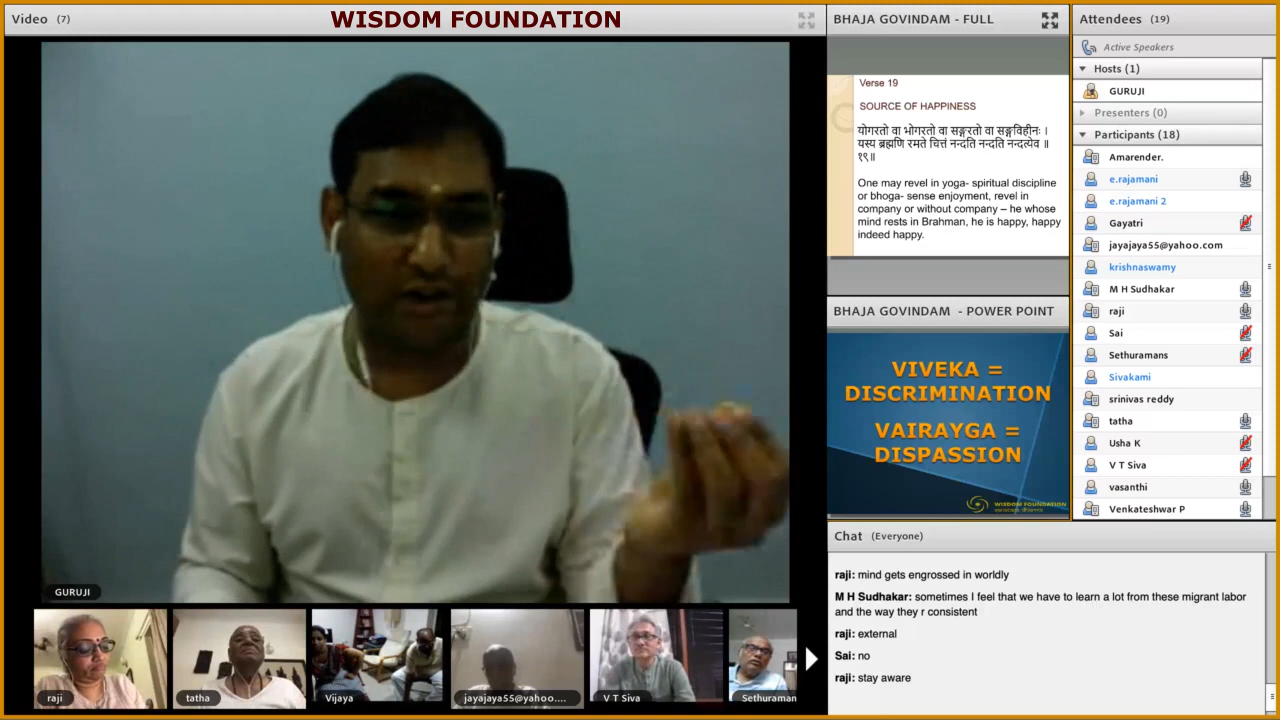 Video (7)
WISDOM FOUNDATION
GURUJI
raji
tatha
Vijaya
jayajaya55@yahoo....
V T Siva
Sethuraman
BHAJA GOVINDAM - FULL
Verse 19
SOURCE OF HAPPINESS
योगरतो वा भोगरतो वा सङ्गरतो वा सङ्गविहीनः ।
यस्य ब्रह्मणि रमते चित्तं नन्दति नन्दति नन्दत्येव ॥
१९॥
One may revel in yoga- spiritual discipline
or bhoga- sense enjoyment, revel in
company or without company – he whose
mind rests in Brahman, he is happy, happy
indeed happy.
BHAJA GOVINDAM - POWER POINT
VIVEKA =
DISCRIMINATION
VAIRAYGA =
DISPASSION
WISDOM FOUNDATION
Attendees (19)
Active Speakers
Hosts (1)
GURUJI
Presenters (0)
Participants (18)
Amarender.
e.rajamani
e.rajamani 2
Gayatri
jayajaya55@yahoo.com
krishnaswamy
M H Sudhakar
raji
Sai
Sethuramans
Sivakami
srinivas reddy
tatha
Usha K
V T Siva
vasanthi
Venkateshwar P
Chat (Everyone)
raji: mind gets engrossed in worldly
M H Sudhakar: sometimes I feel that we have to learn a lot from these migrant labor
and the way they r consistent
raji: external
Sai: no
raji: stay aware